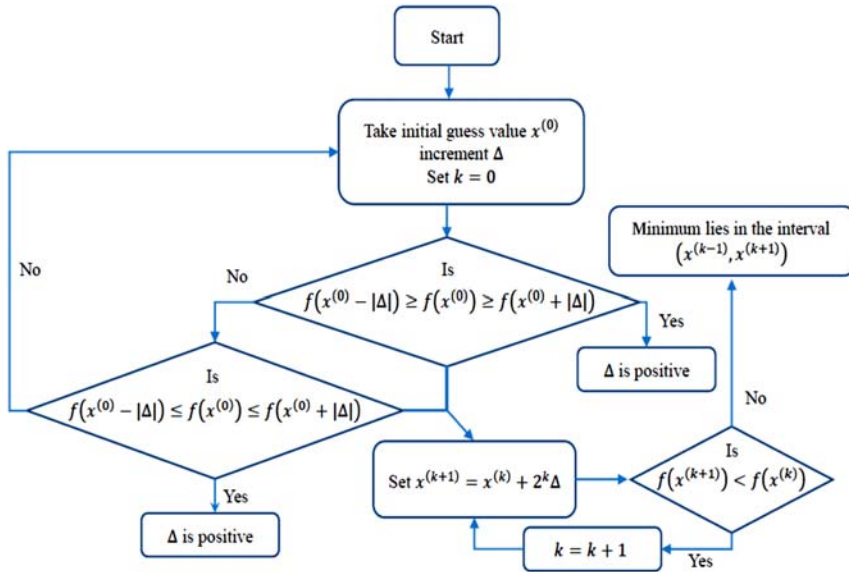 Start
Take initial guess value x⁽⁰⁾
increment Δ
Set k = 0
Minimum lies in the interval
(x⁽ᵏ⁻¹⁾, x⁽ᵏ⁺¹⁾)
No
No
Is
f(x⁽⁰⁾ − |Δ|) ≥ f(x⁽⁰⁾) ≥ f(x⁽⁰⁾ + |Δ|)
Yes
Δ is positive
Is
f(x⁽⁰⁾ − |Δ|) ≤ f(x⁽⁰⁾) ≤ f(x⁽⁰⁾ + |Δ|)
Yes
Δ is positive
Set x⁽ᵏ⁺¹⁾ = x⁽ᵏ⁾ + 2ᵏΔ
No
Is
f(x⁽ᵏ⁺¹⁾ < f(x⁽ᵏ⁾)
Yes
k = k + 1